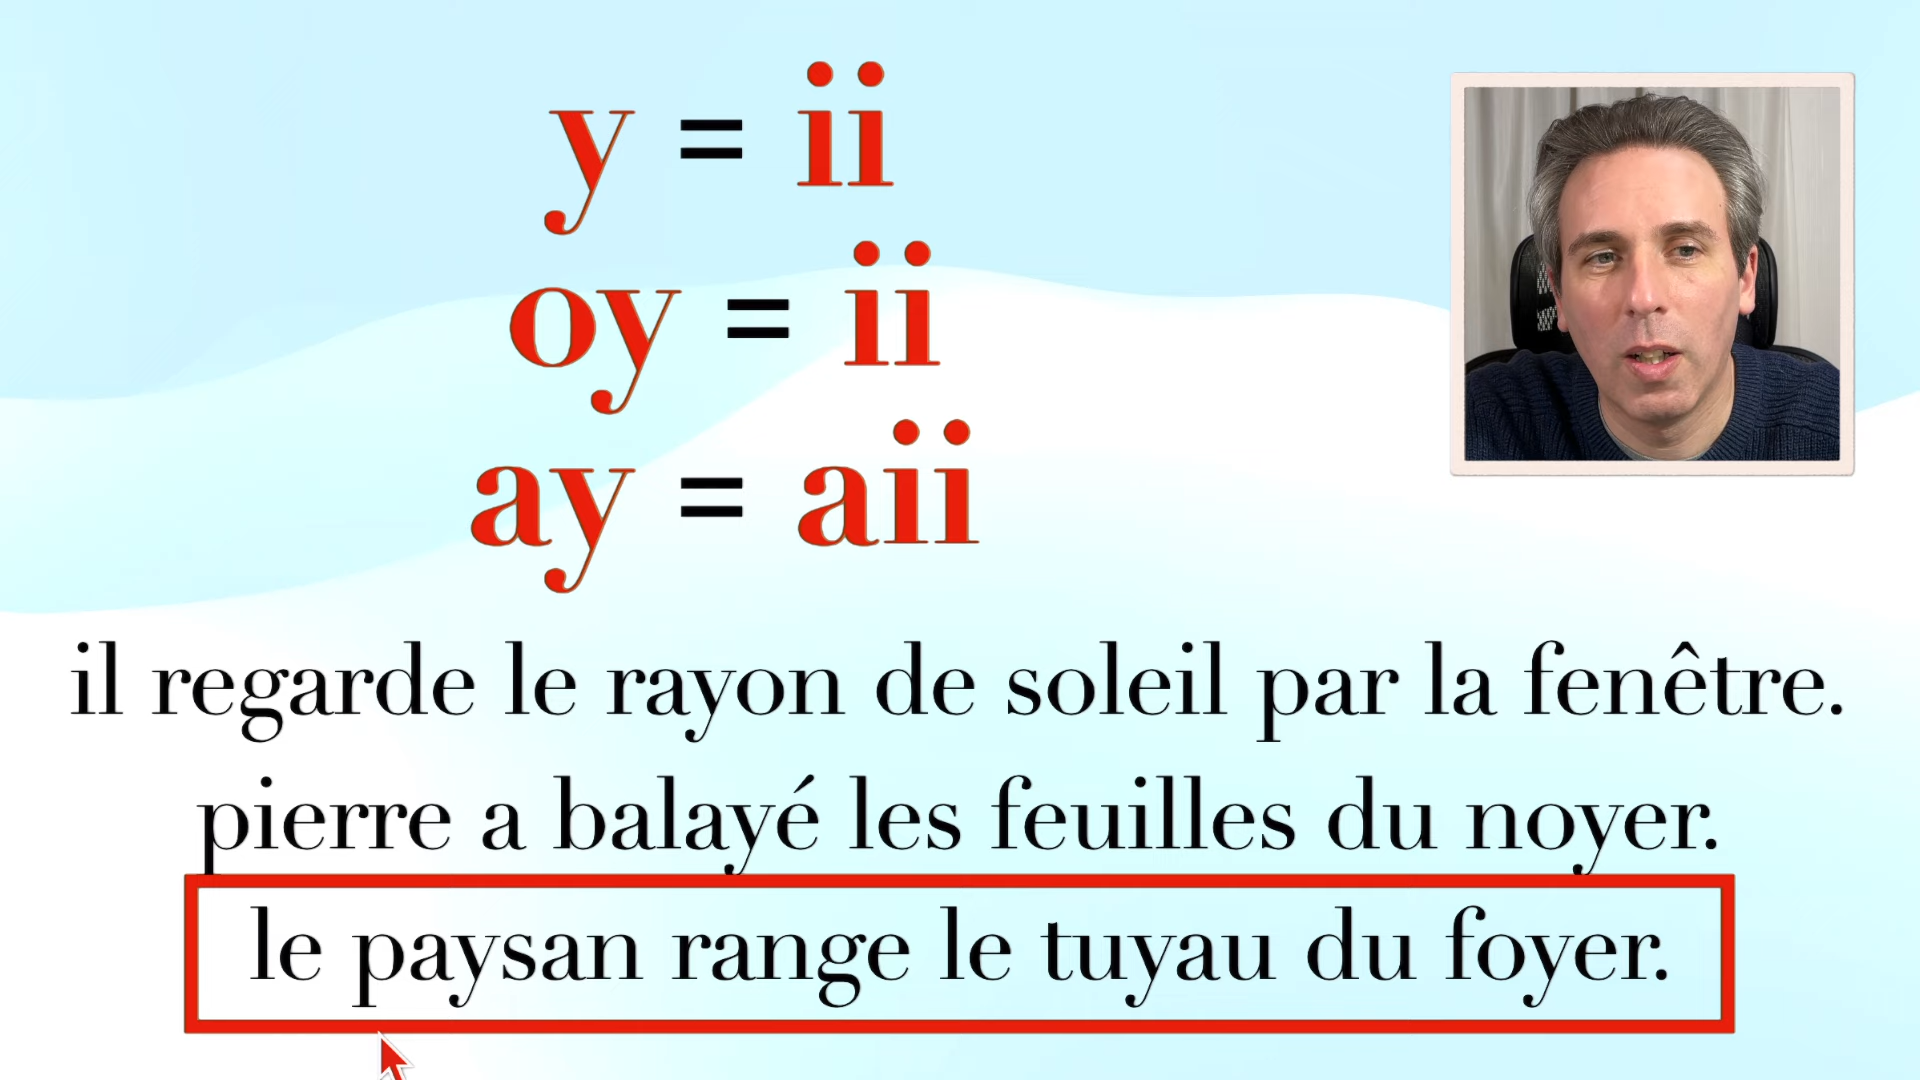 y = ii
oy = ii
ay = aii
il regarde le rayon de soleil par la fenêtre.
pierre a balayé les feuilles du noyer.
le paysan range le tuyau du foyer.